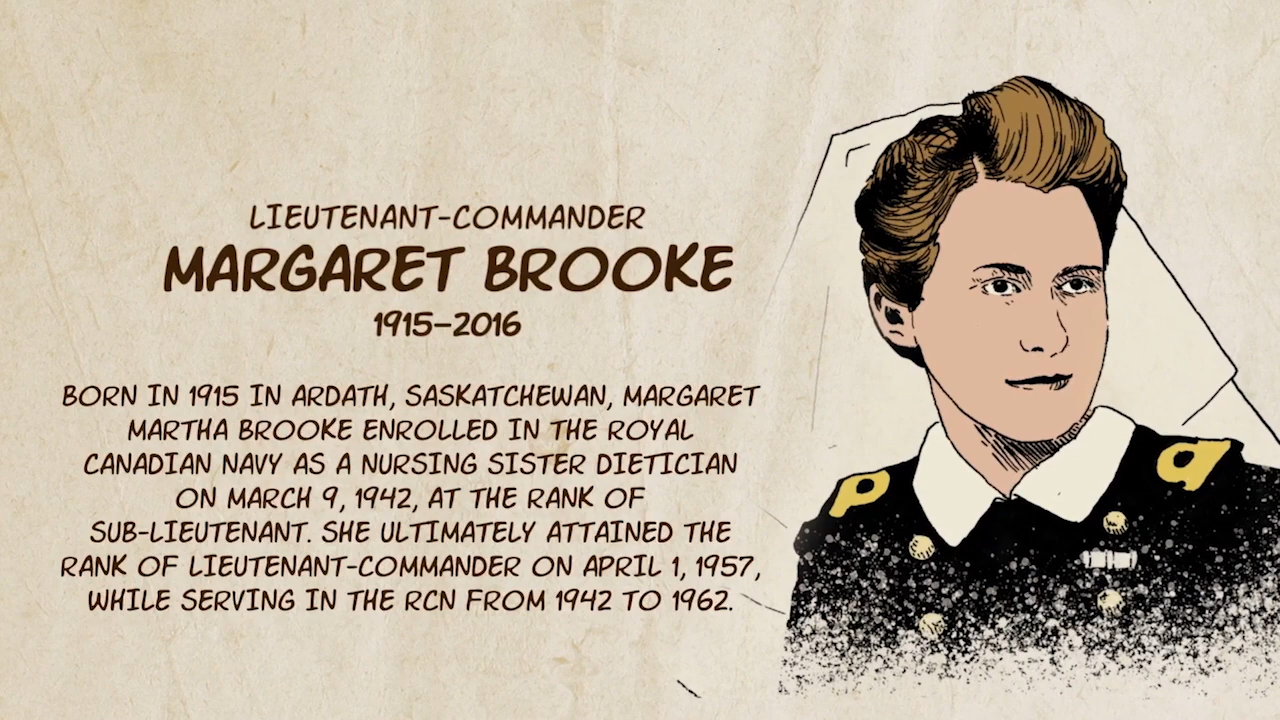 LIEUTENANT-COMMANDER
MARGARET BROOKE
1915–2016
BORN IN 1915 IN ARDATH, SASKATCHEWAN, MARGARET
MARTHA BROOKE ENROLLED IN THE ROYAL
CANADIAN NAVY AS A NURSING SISTER DIETICIAN
ON MARCH 9, 1942, AT THE RANK OF
SUB-LIEUTENANT. SHE ULTIMATELY ATTAINED THE
RANK OF LIEUTENANT-COMMANDER ON APRIL 1, 1957,
WHILE SERVING IN THE RCN FROM 1942 TO 1962.